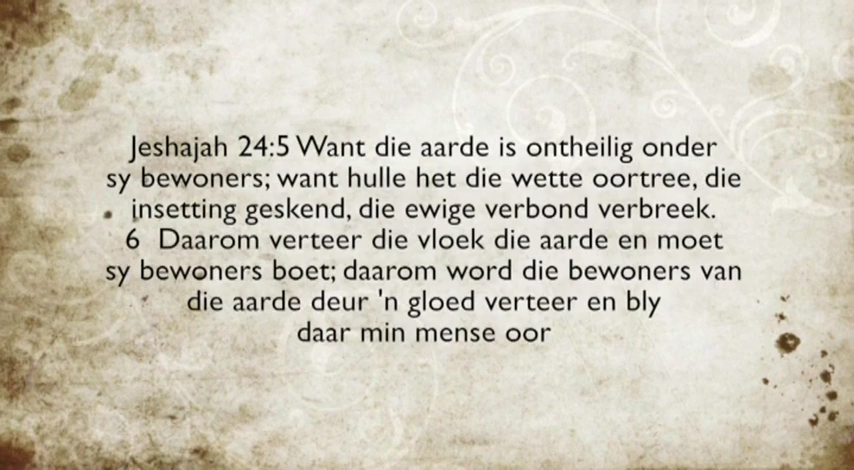 Jeshajah 24:5 Want die aarde is ontheilig onder
sy bewoners; want hulle het die wette oortree, die
insetting geskend, die ewige verbond verbreek.
6 Daarom verteer die vloek die aarde en moet
sy bewoners boet; daarom word die bewoners van
die aarde deur 'n gloed verteer en bly
daar min mense oor